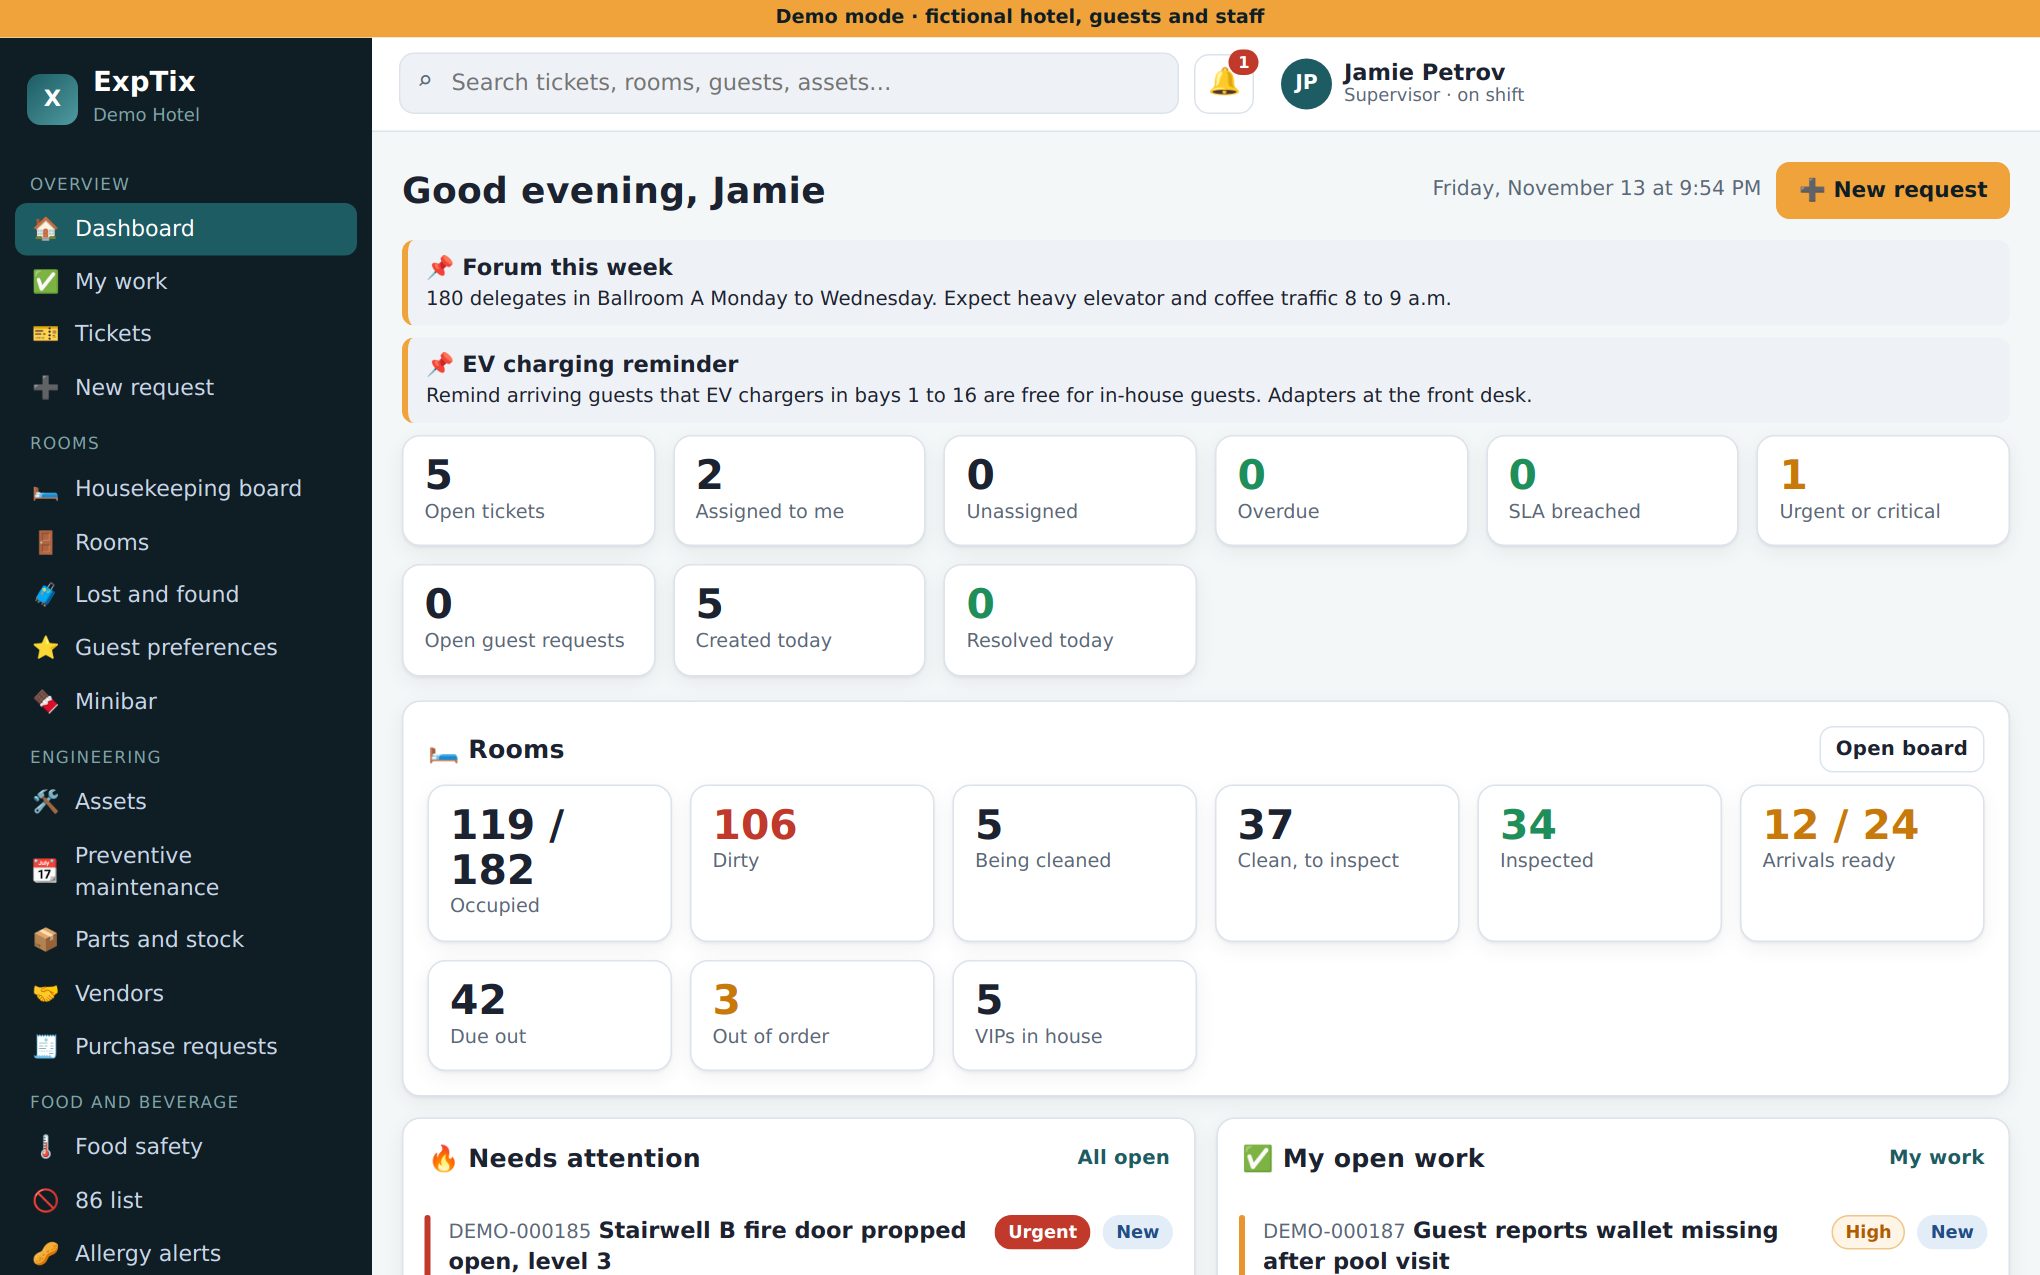 Demo mode · fictional hotel, guests and staff
X
ExpTix
Demo Hotel
OVERVIEW
Dashboard
My work
Tickets
New request
ROOMS
Housekeeping board
Rooms
Lost and found
Guest preferences
Minibar
ENGINEERING
Assets
Preventive
maintenance
Parts and stock
Vendors
Purchase requests
FOOD AND BEVERAGE
Food safety
86 list
Allergy alerts
Search tickets, rooms, guests, assets...
1
JP
Jamie Petrov
Supervisor · on shift
Good evening, Jamie
Friday, November 13 at 9:54 PM
New request
Forum this week
180 delegates in Ballroom A Monday to Wednesday. Expect heavy elevator and coffee traffic 8 to 9 a.m.
EV charging reminder
Remind arriving guests that EV chargers in bays 1 to 16 are free for in-house guests. Adapters at the front desk.
5
Open tickets
2
Assigned to me
0
Unassigned
0
Overdue
0
SLA breached
1
Urgent or critical
0
Open guest requests
5
Created today
0
Resolved today
Rooms
Open board
119 /
182
Occupied
106
Dirty
5
Being cleaned
37
Clean, to inspect
34
Inspected
12 / 24
Arrivals ready
42
Due out
3
Out of order
5
VIPs in house
Needs attention
All open
DEMO-000185 Stairwell B fire door propped
open, level 3
Urgent
New
My open work
My work
DEMO-000187 Guest reports wallet missing
after pool visit
High
New